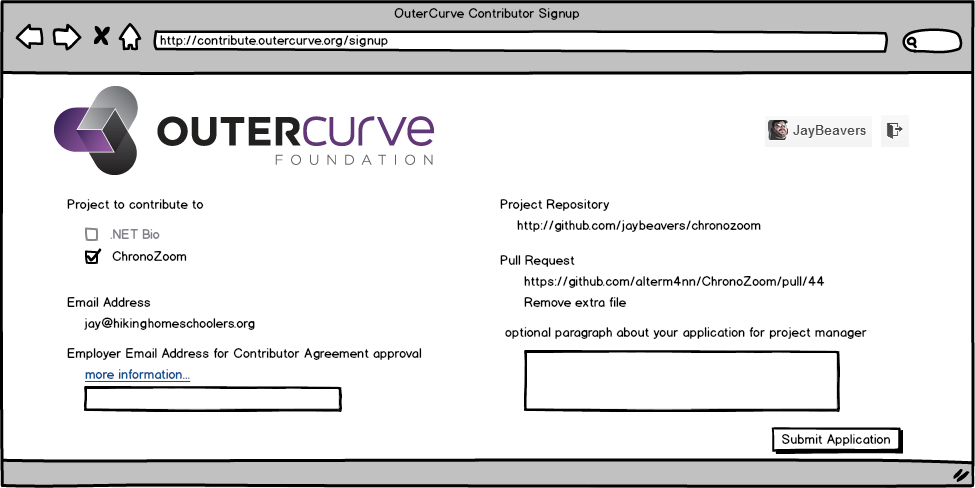 OuterCurve Contributor Signup
http://contribute.outercurve.org/signup
OUTERCURVE
FOUNDATION
JayBeavers
Project to contribute to
.NET Bio
ChronoZoom
Email Address
jay@hikinghomeschoolers.org
Employer Email Address for Contributor Agreement approval
more information...
Project Repository
http://github.com/jaybeavers/chronozoom
Pull Request
https://github.com/alterm4nn/ChronoZoom/pull/44
Remove extra file
optional paragraph about your application for project manager
Submit Application